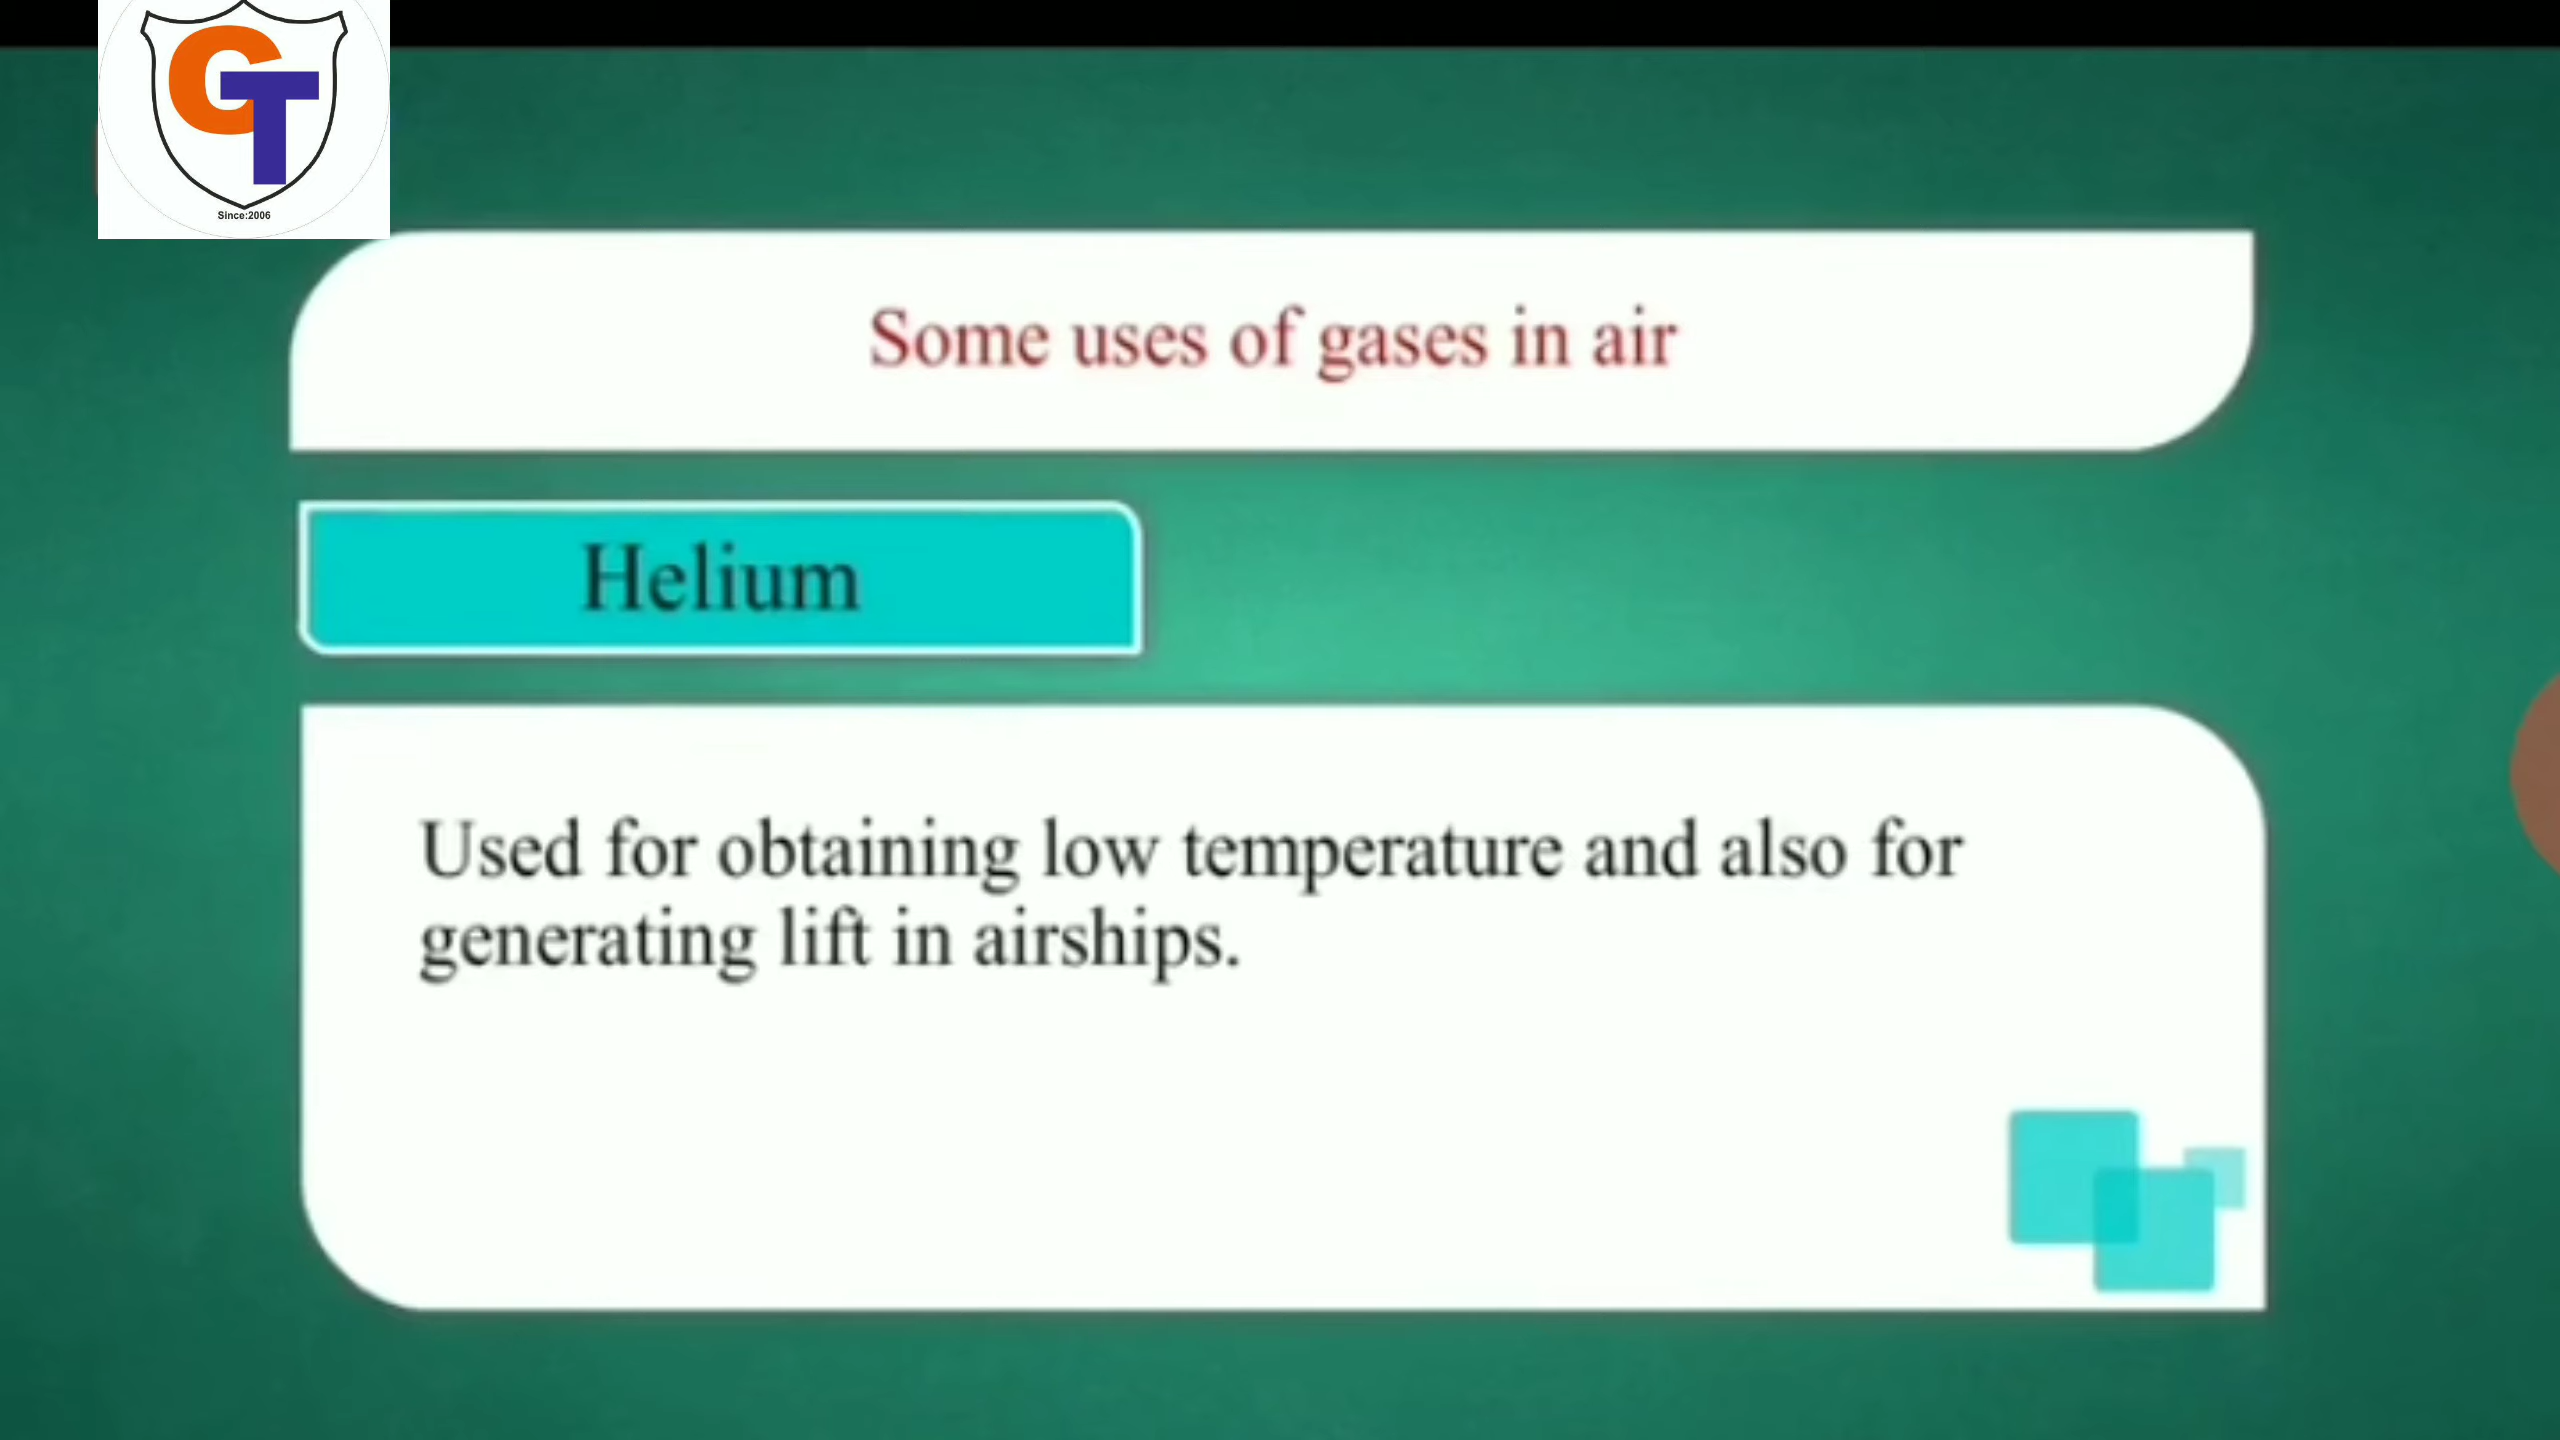 GT
Since:2006
Some uses of gases in air
Helium
Used for obtaining low temperature and also for
generating lift in airships.